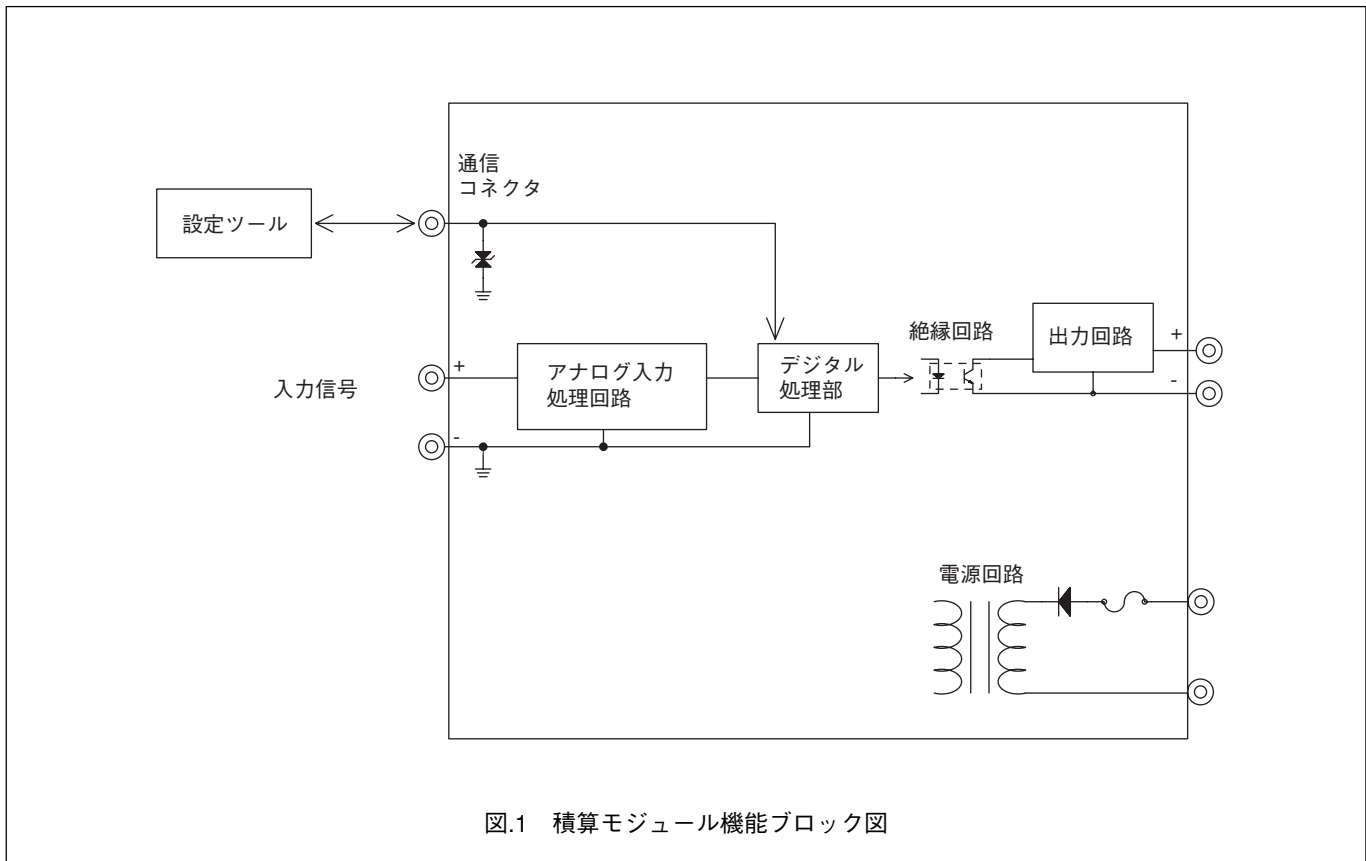 通信
コネクタ
設定ツール
絶縁回路
出力回路
+
入力信号
+
アナログ入力
処理回路
デジタル
処理部
-
-
電源回路
図.1 積算モジュール機能ブロック図